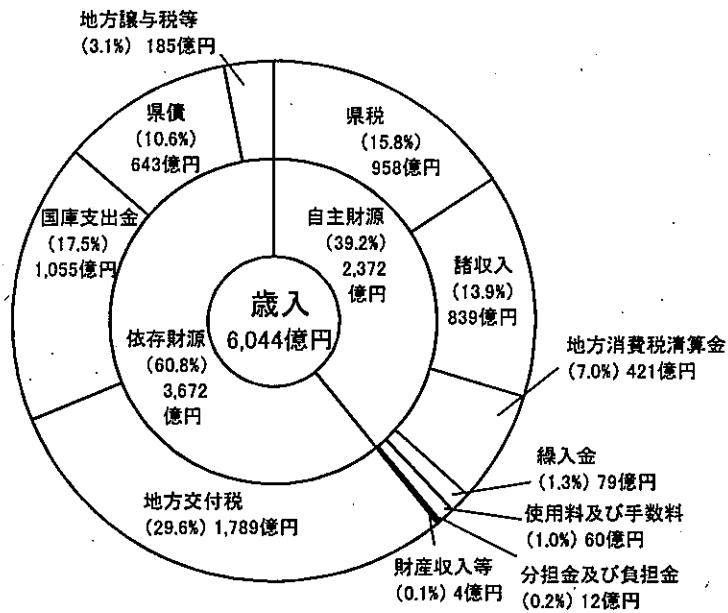 地方譲与税等
(3.1%) 185億円
県債
(10.6%)
643億円
県税
(15.8%)
958億円
国庫支出金
(17.5%)
1,055億円
自主財源
(39.2%)
2,372
億円
諸収入
(13.9%)
839億円
歳入
6,044億円
依存財源
(60.8%)
3,672
億円
地方消費税清算金
(7.0%) 421億円
繰入金
(1.3%) 79億円
使用料及び手数料
(1.0%) 60億円
分担金及び負担金
(0.2%) 12億円
財産収入等
(0.1%) 4億円
地方交付税
(29.6%) 1,789億円